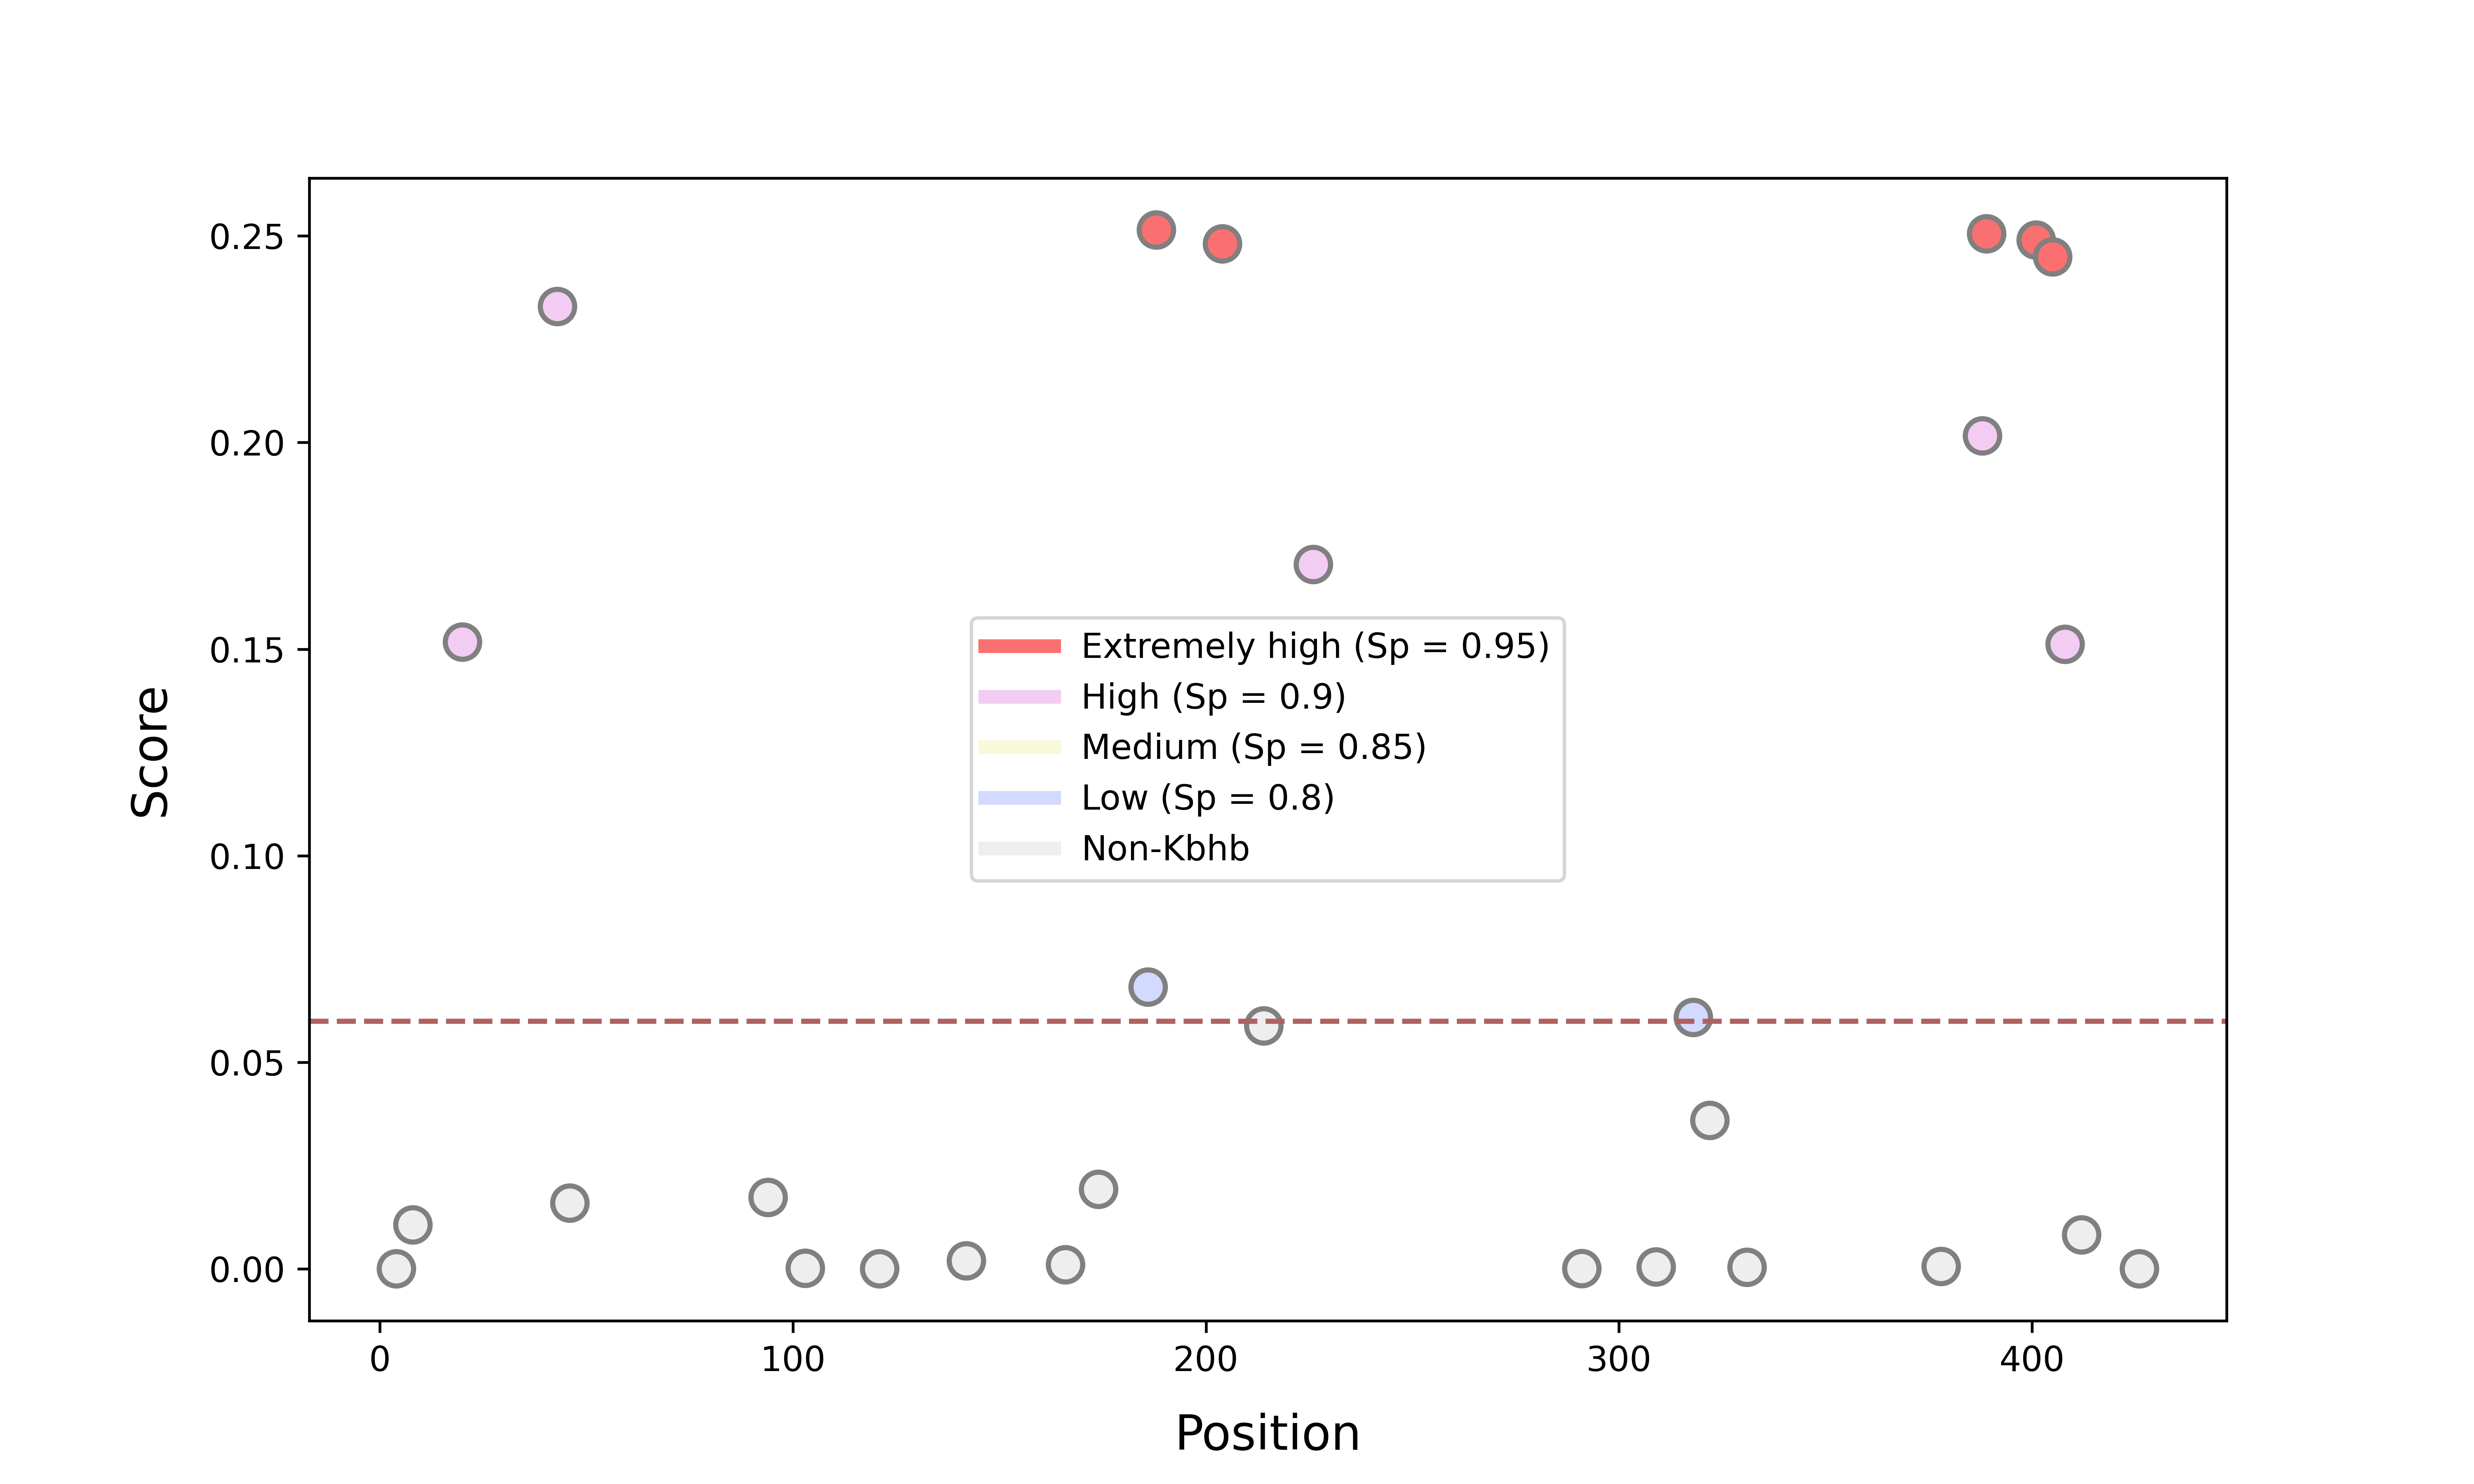 0.25
0.20
0.15
0.10
0.05
0.00
Score
Extremely high (Sp = 0.95)
High (Sp = 0.9)
Medium (Sp = 0.85)
Low (Sp = 0.8)
Non-Kbhb
0 100 200 300 400
Position